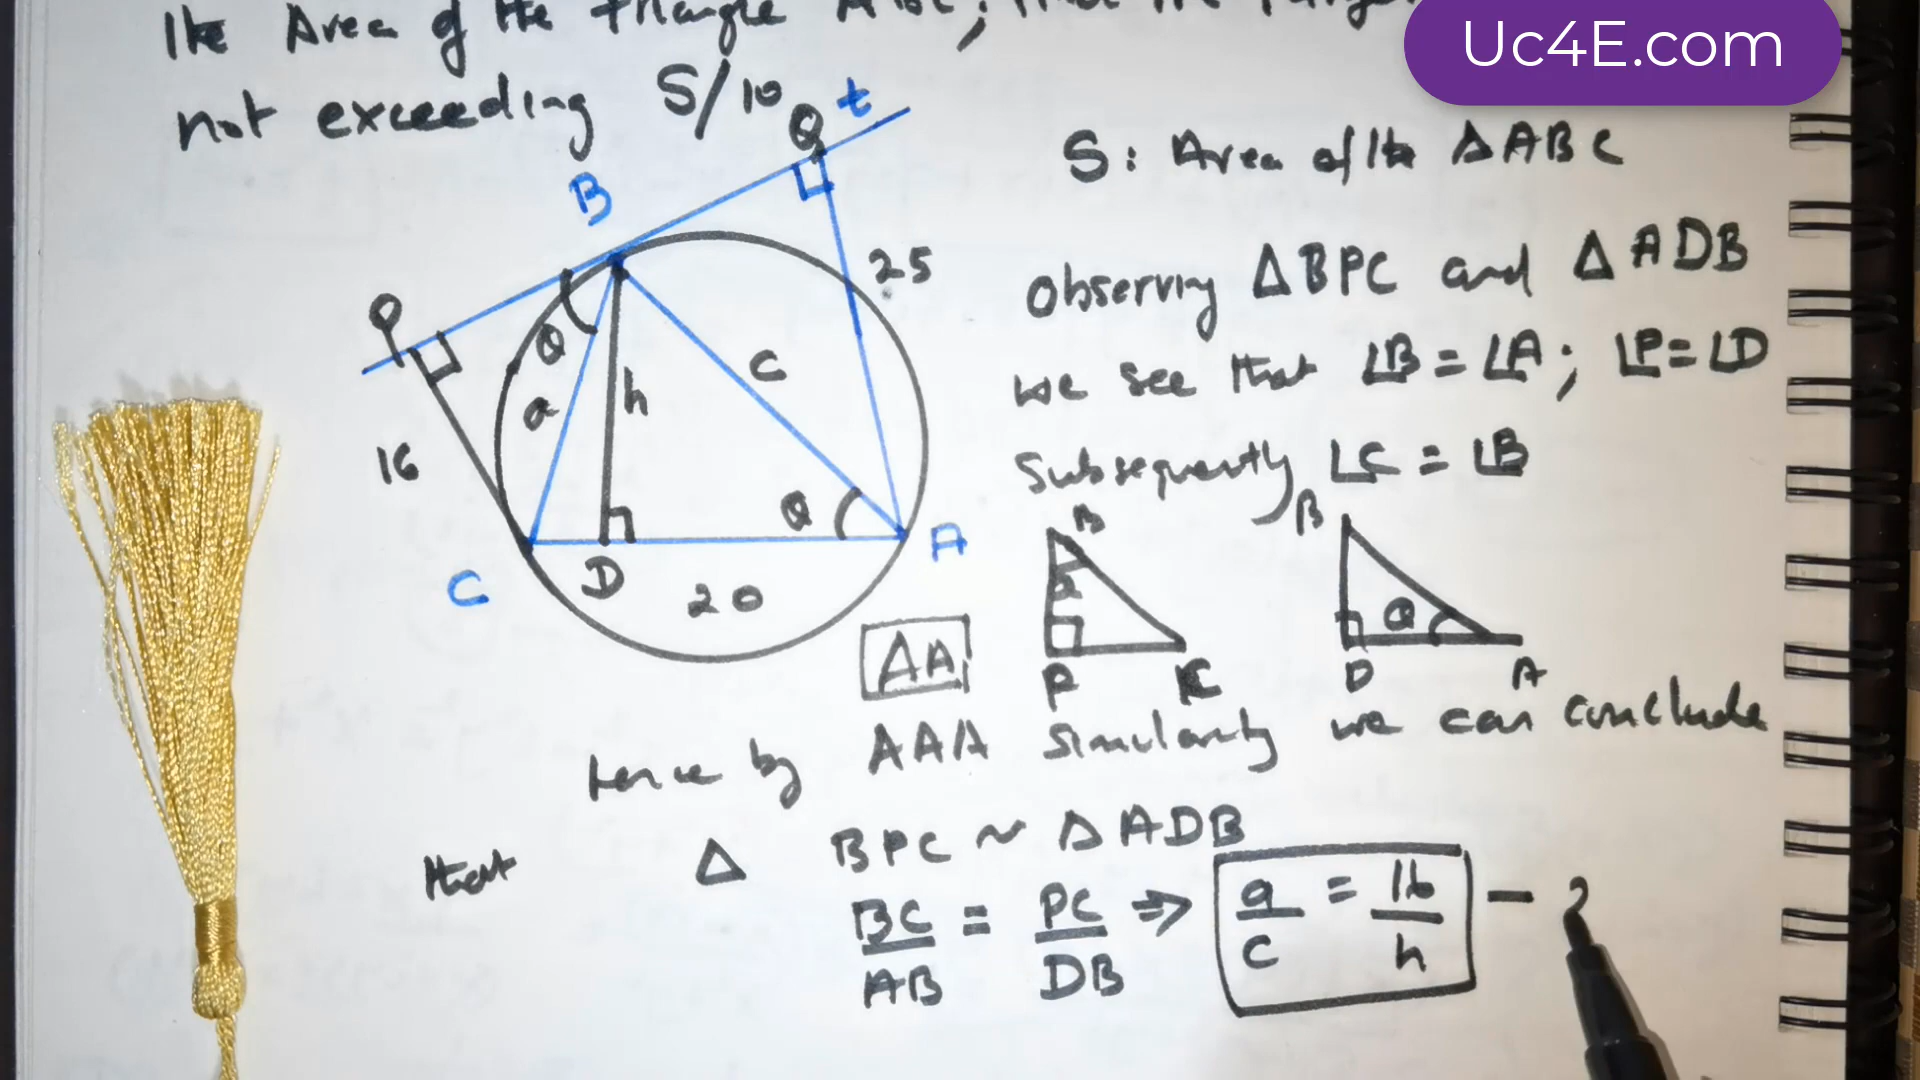 the Area of the triangle ABC,
not exceeding S/10
Uc4E.com
Q t
B
P
25
θ
a h c
16
θ
C D A
20
S: Area of the ΔABC
Observing ΔBPC and ΔADB
we see that ∠B = ∠A; ∠P = ∠D
Subsequently ∠C = ∠B
B B
θ
P C D A
AA
Hence by AAA similarity we can conclude
that Δ BPC ~ ΔADB
BC/AB = PC/DB ⇒ a/c = 16/h –